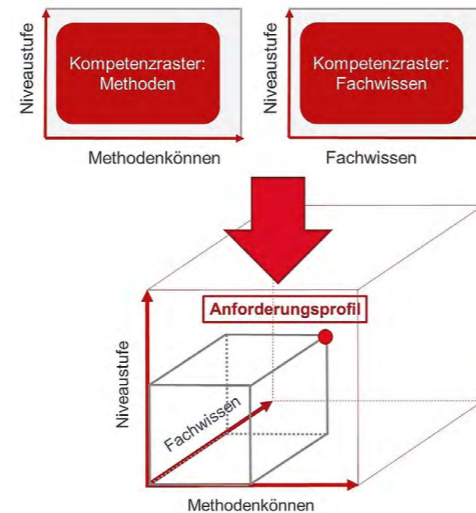 Niveaustufe
Kompetenzraster:
Methoden
Methodenkönnen
Niveaustufe
Kompetenzraster:
Fachwissen
Fachwissen
Anforderungsprofil
Niveaustufe
Fachwissen
Methodenkönnen